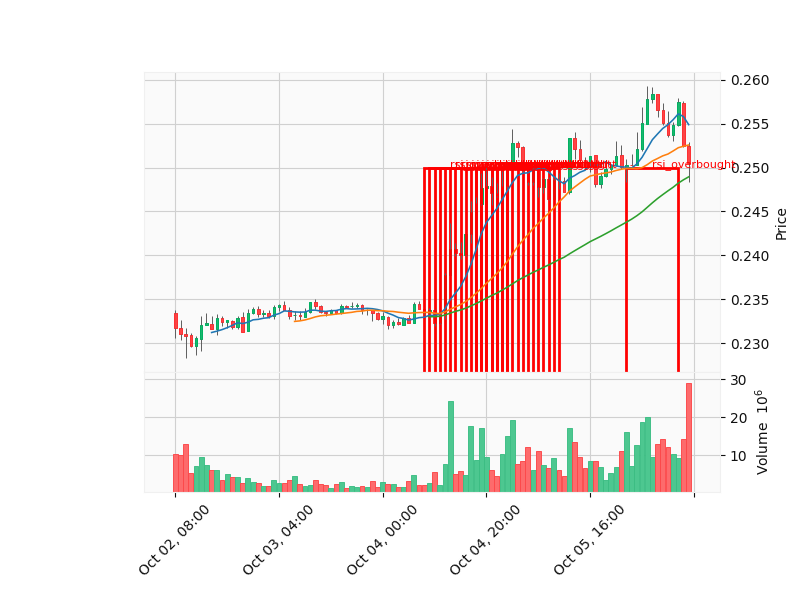 0.260
0.255
0.250
0.245
0.240
0.235
0.230
Price
rsi_overbought
30
20
10
Volume 10^6
Oct 02, 08:00
Oct 03, 04:00
Oct 04, 00:00
Oct 04, 20:00
Oct 05, 16:00